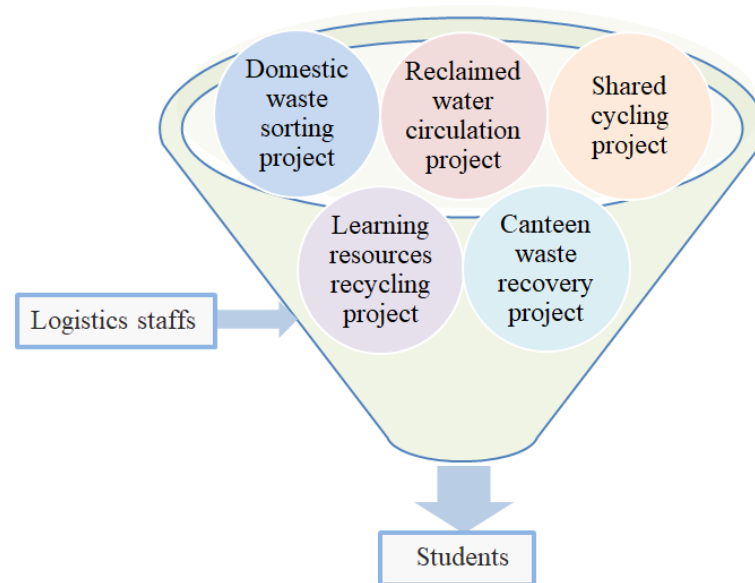 Domestic
waste
sorting
project
Reclaimed
water
circulation
project
Shared
cycling
project
Learning
resources
recycling
project
Canteen
waste
recovery
project
Logistics staffs
Students